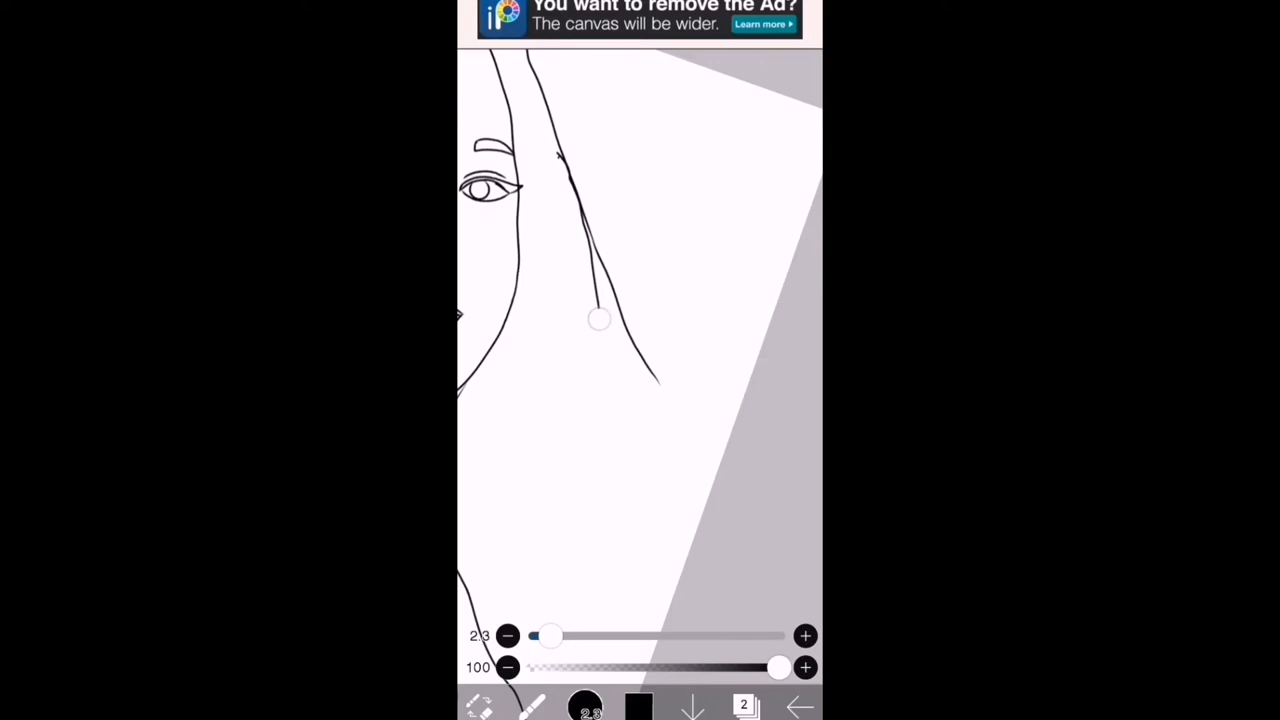 You want to remove the Ad?
The canvas will be wider.
Learn more
iP
2.3
100
2.3
2